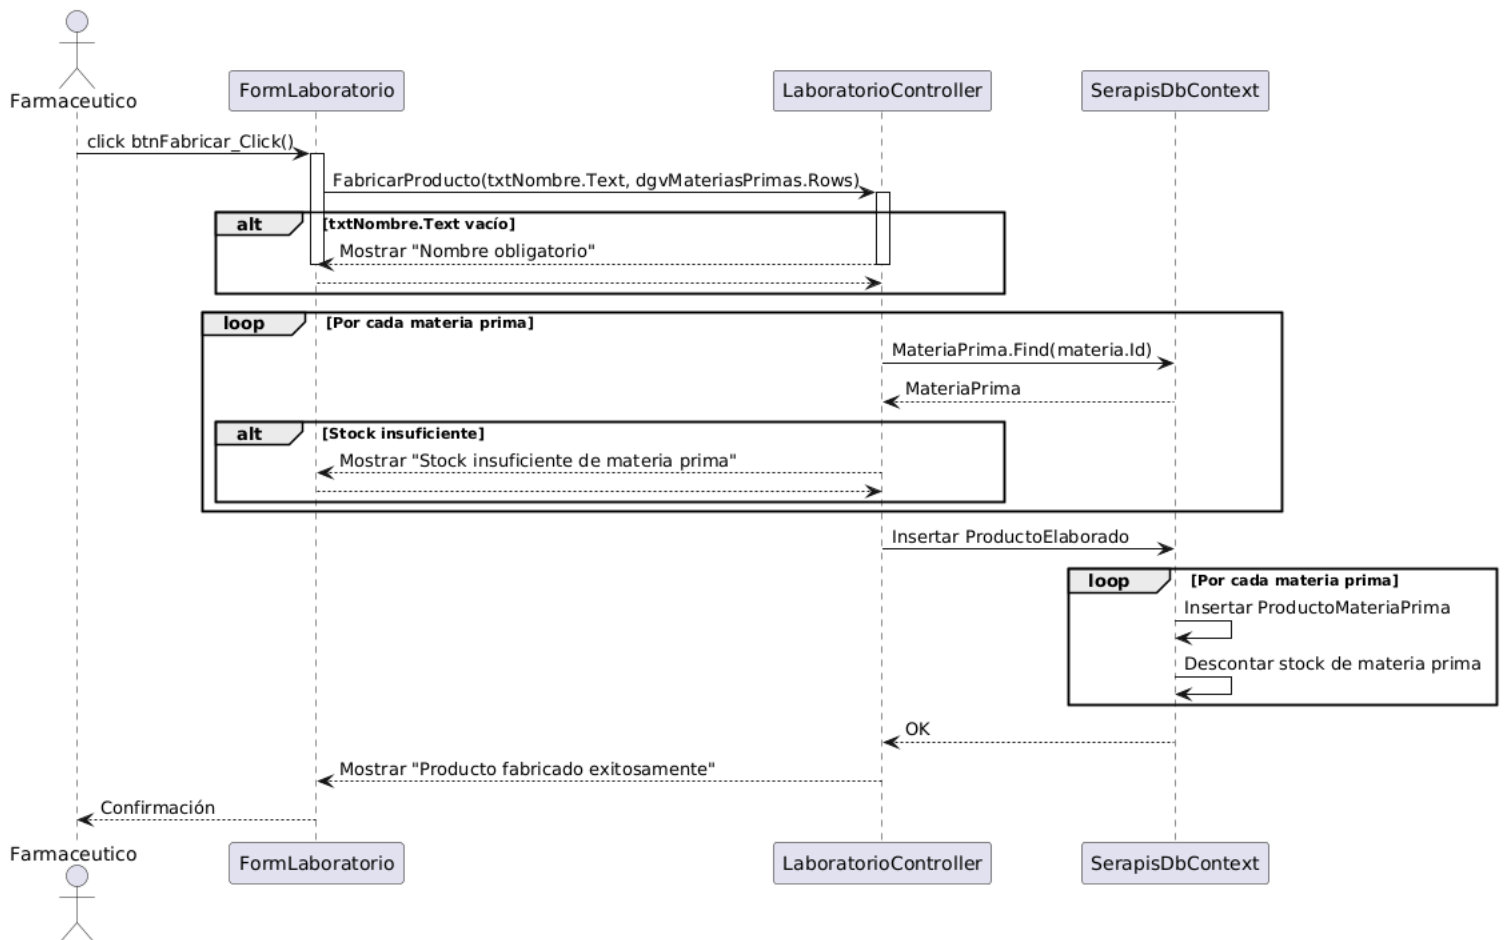 Farmaceutico
FormLaboratorio
LaboratorioController
SerapisDbContext
click btnFabricar_Click()
FabricarProducto(txtNombre.Text, dgvMateriasPrimas.Rows)
alt
[txtNombre.Text vacío]
Mostrar "Nombre obligatorio"
loop
[Por cada materia prima]
MateriaPrima.Find(materia.Id)
MateriaPrima
alt
[Stock insuficiente]
Mostrar "Stock insuficiente de materia prima"
Insertar ProductoElaborado
loop
[Por cada materia prima]
Insertar ProductoMateriaPrima
Descontar stock de materia prima
OK
Mostrar "Producto fabricado exitosamente"
Confirmación
Farmaceutico
FormLaboratorio
LaboratorioController
SerapisDbContext